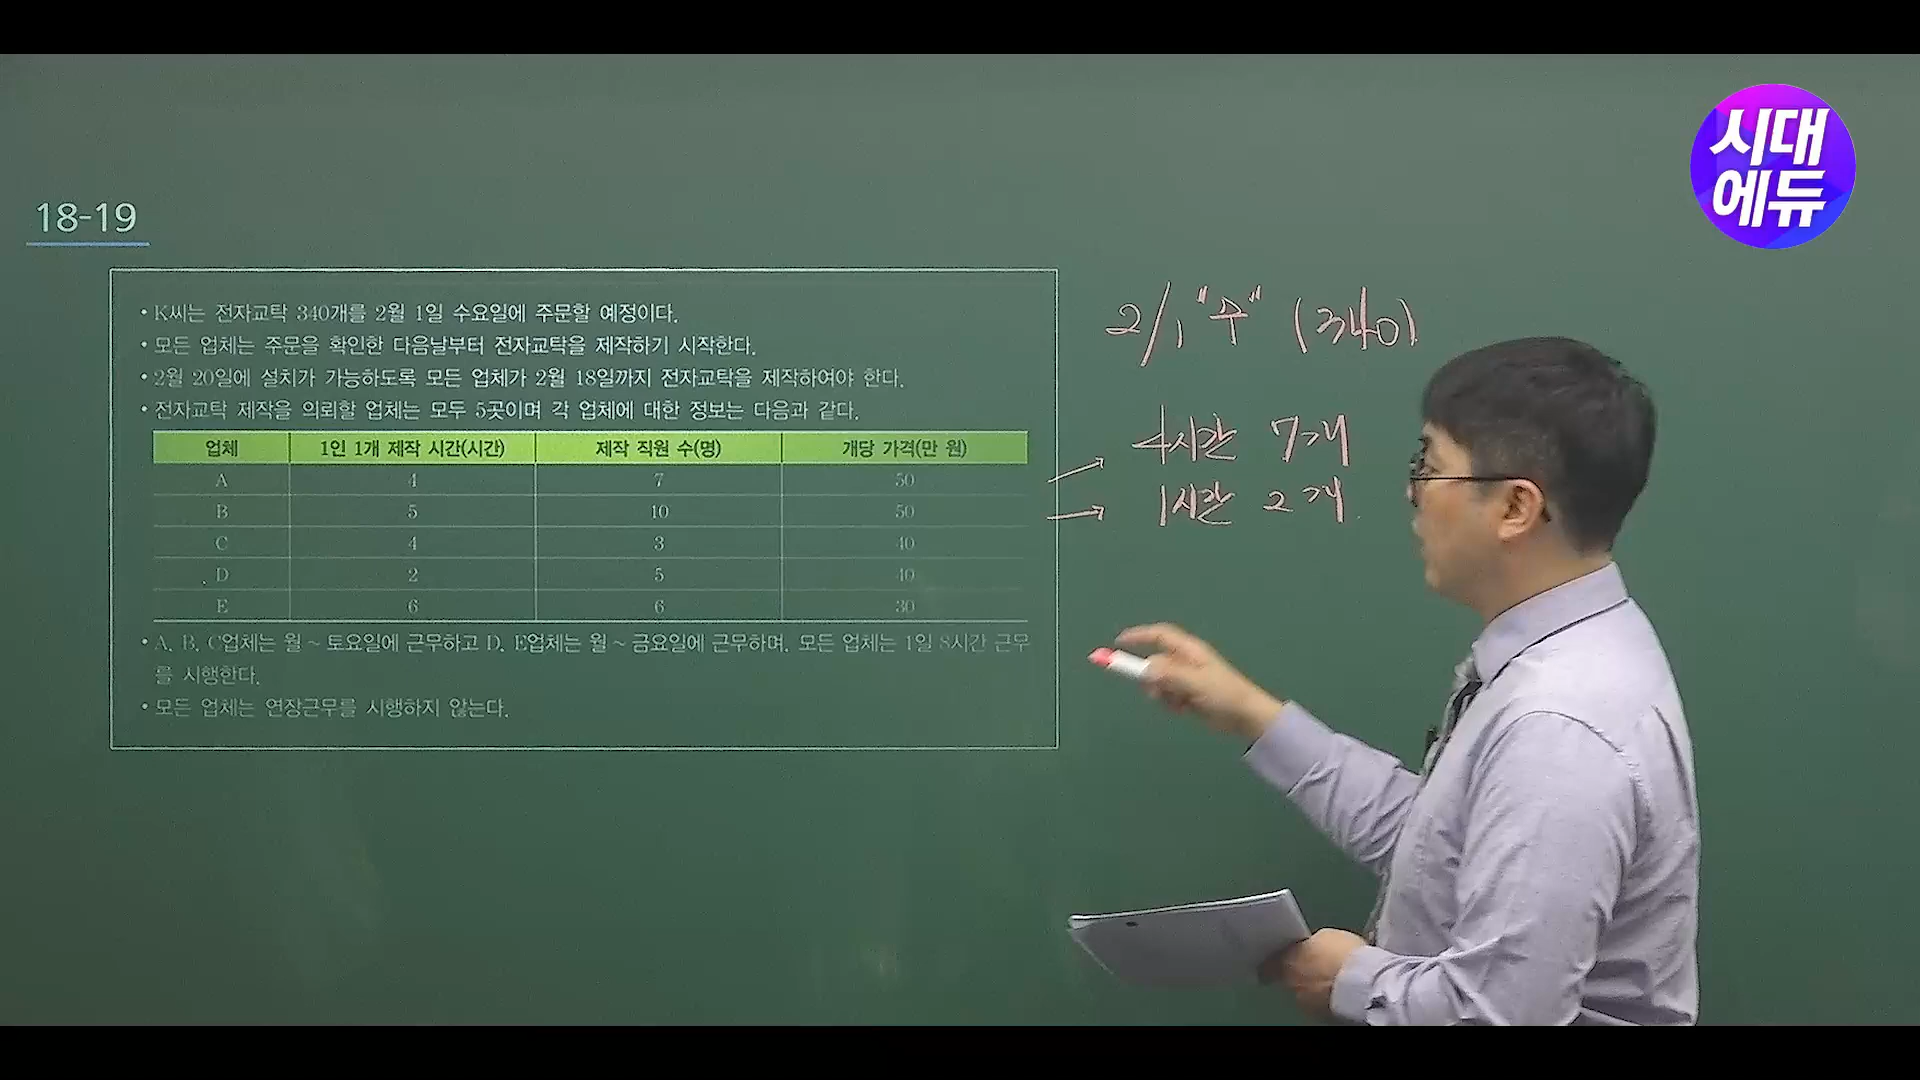 시대
에듀
18-19
• K씨는 전자교탁 340개를 2월 1일 수요일에 주문할 예정이다.
• 모든 업체는 주문을 확인한 다음날부터 전자교탁을 제작하기 시작한다.
• 2월 20일에 설치가 가능하도록 모든 업체가 2월 18일까지 전자교탁을 제작하여야 한다.
• 전자교탁 제작을 의뢰할 업체는 모두 5곳이며 각 업체에 대한 정보는 다음과 같다.
업체 1인 1개 제작 시간(시간) 제작 직원 수(명) 개당 가격(만 원)
A 4 7 50
B 5 10 50
C 4 3 40
D 2 5 40
E 6 6 30
• A, B, C업체는 월~토요일에 근무하고 D, E업체는 월~금요일에 근무하며, 모든 업체는 1일 8시간 근무
를 시행한다.
• 모든 업체는 연장근무를 시행하지 않는다.
2/1 "수" (340)
4시간 7개
1시간 2개